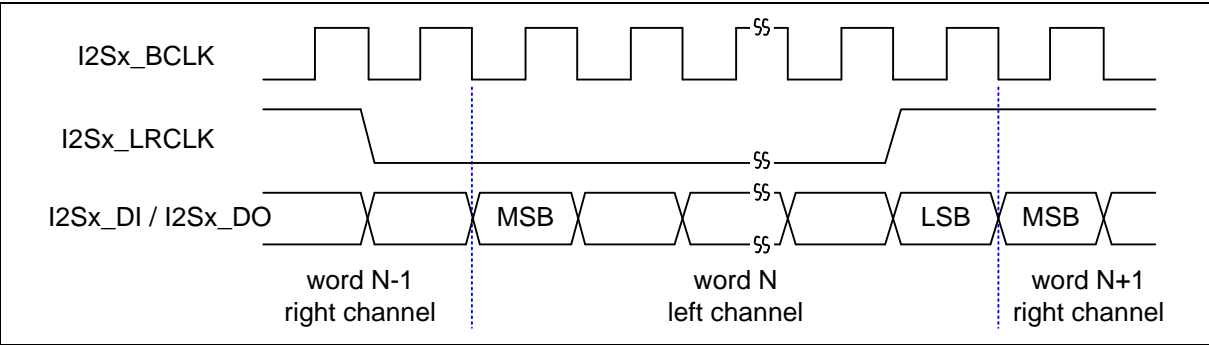 I2Sx_BCLK
I2Sx_LRCLK
I2Sx_DI / I2Sx_DO
MSB
LSB
MSB
word N-1
right channel
word N
left channel
word N+1
right channel